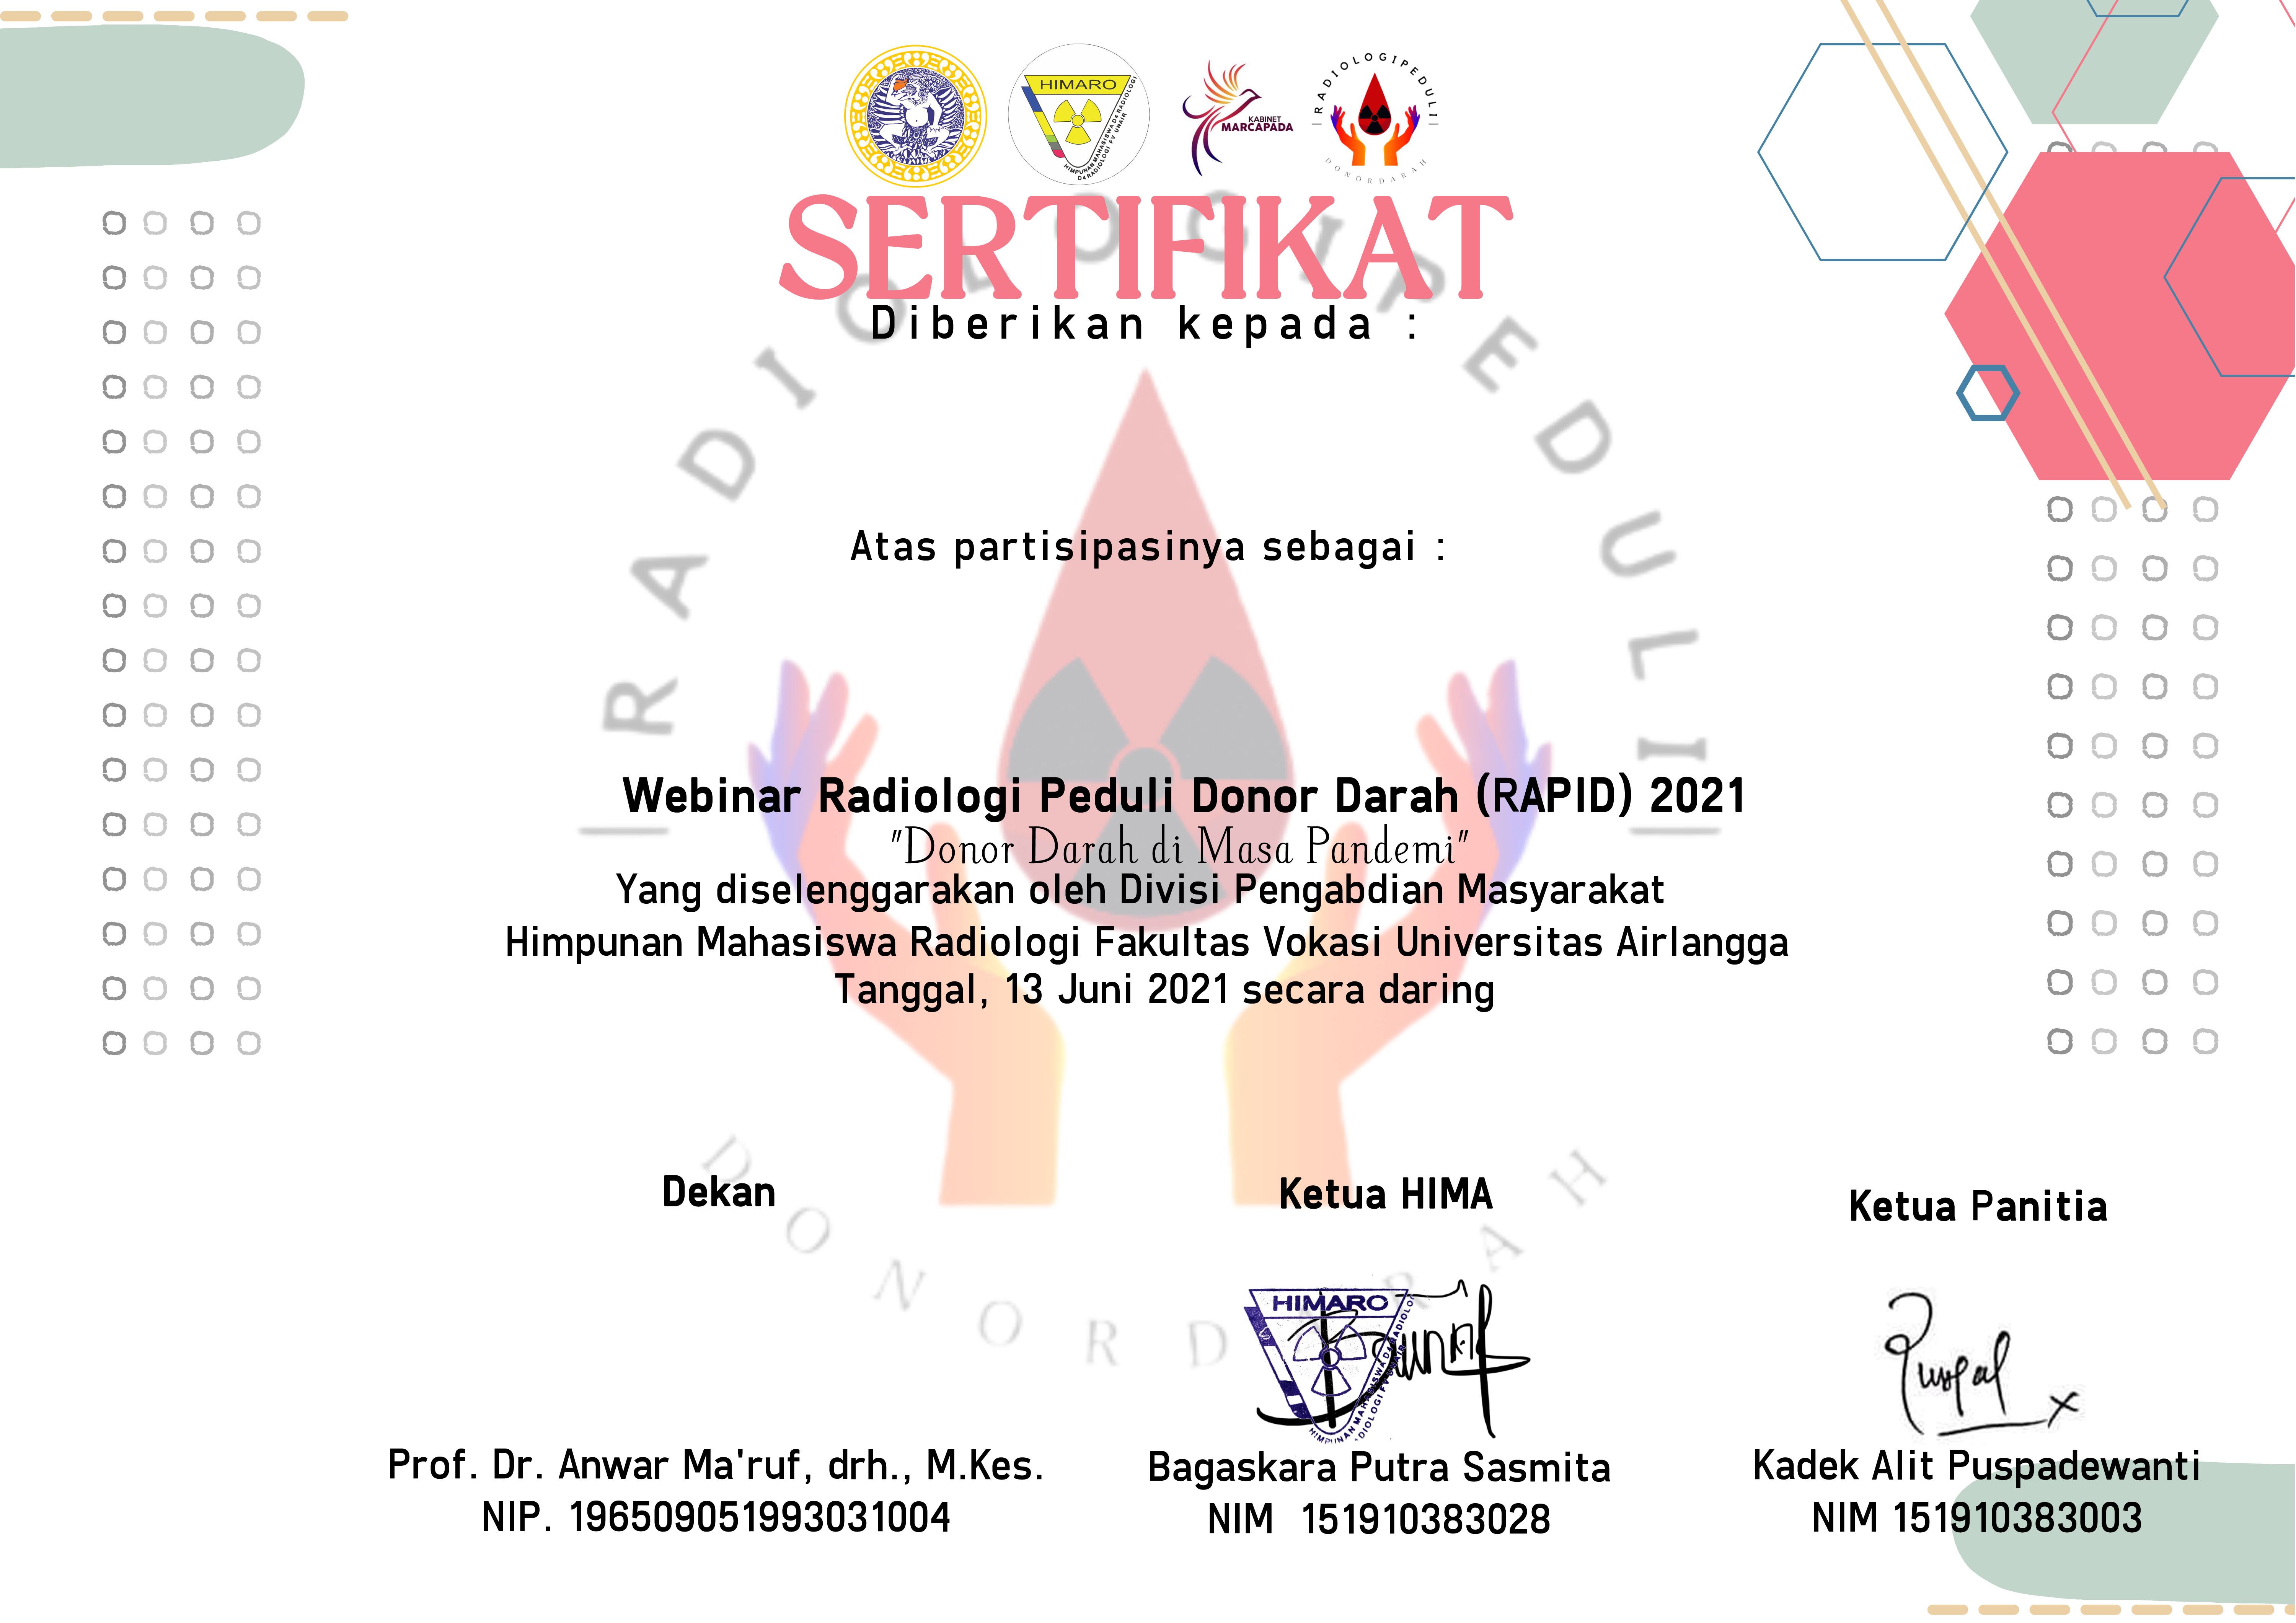 HIMARO
HIMPUNAN MAHASISWA D4 RADIOLOGI
D4 RADIOLOGI FV UNAIR
KABINET
MARCAPADA
RADIOLOGI PEDULI
DONOR DARAH
SERTIFIKAT
Diberikan kepada :
RADIOLOGI PEDULI
Atas partisipasinya sebagai :
Webinar Radiologi Peduli Donor Darah (RAPID) 2021
"Donor Darah di Masa Pandemi"
Yang diselenggarakan oleh Divisi Pengabdian Masyarakat
Himpunan Mahasiswa Radiologi Fakultas Vokasi Universitas Airlangga
Tanggal, 13 Juni 2021 secara daring
DONOR DARAH
Dekan
Ketua HIMA
Ketua Panitia
HIMARO
Prof. Dr. Anwar Ma'ruf, drh., M.Kes.
NIP. 196509051993031004
Bagaskara Putra Sasmita
NIM 151910383028
Kadek Alit Puspadewanti
NIM 151910383003